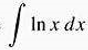 = ∫ ln x dx